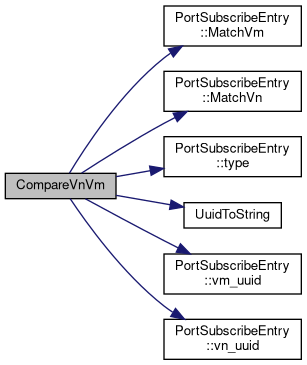 CompareVnVm
PortSubscribeEntry
::MatchVm
PortSubscribeEntry
::MatchVn
PortSubscribeEntry
::type
UuidToString
PortSubscribeEntry
::vm_uuid
PortSubscribeEntry
::vn_uuid